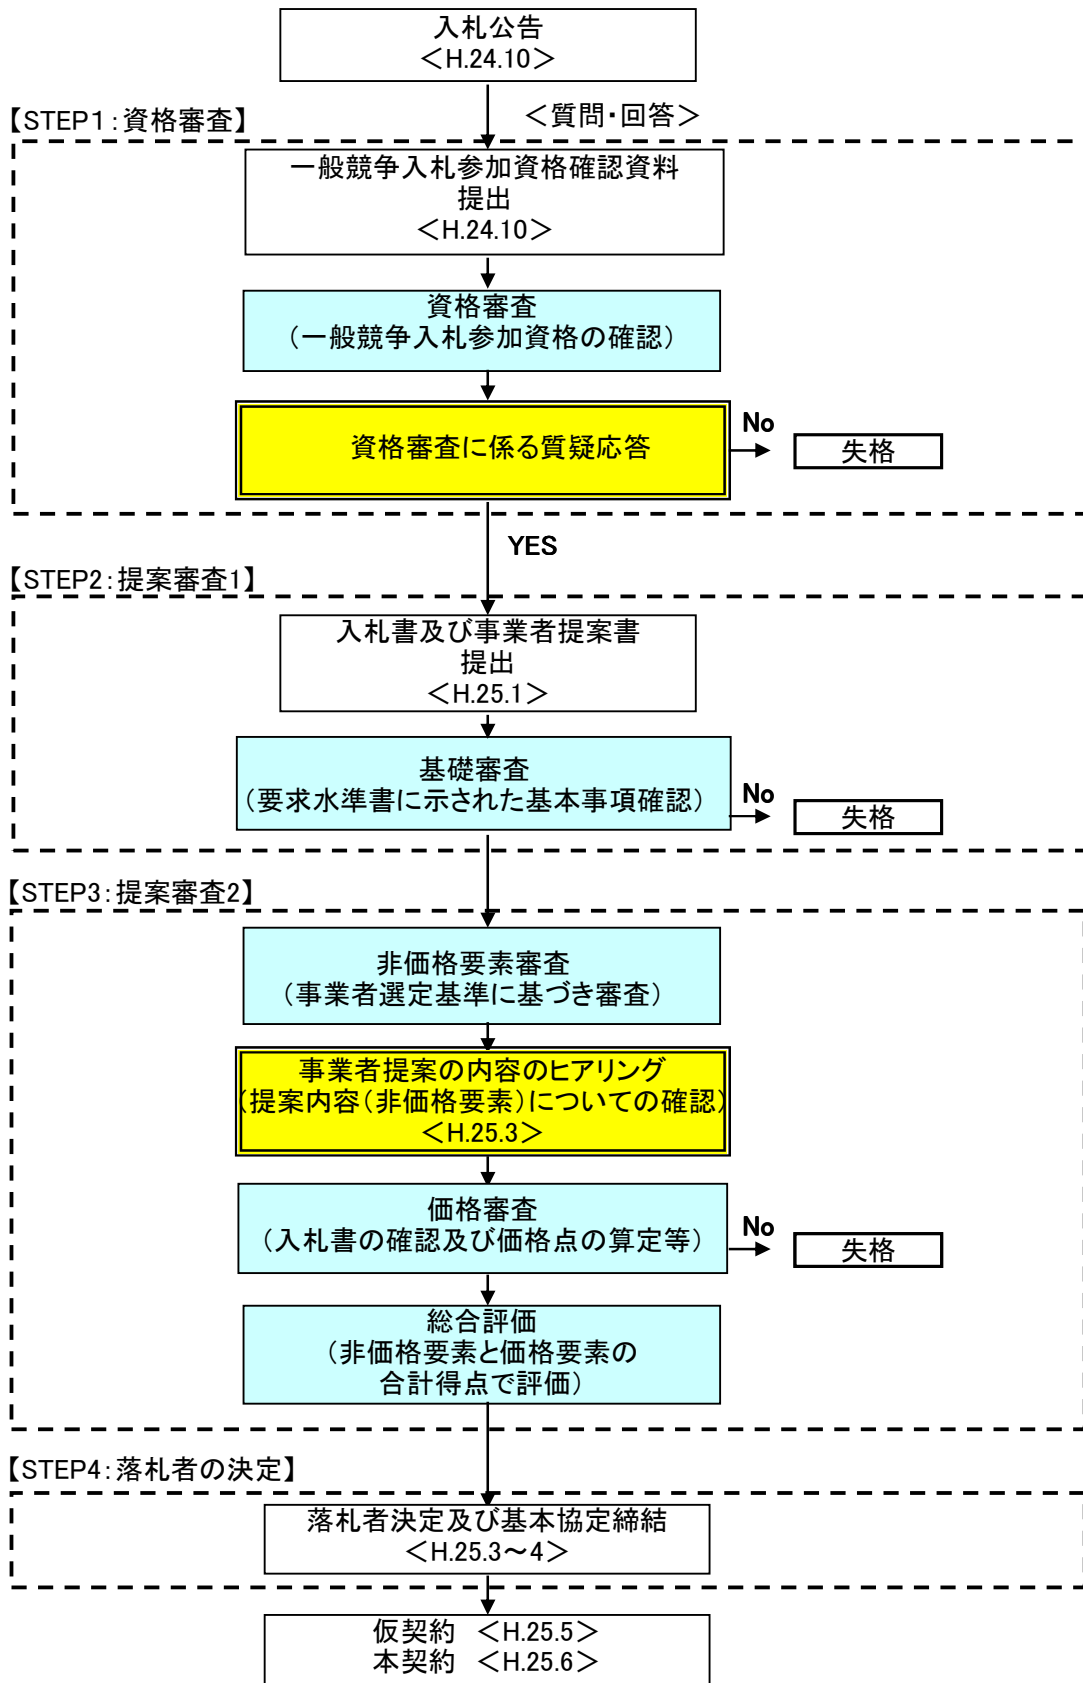 入札公告
＜H.24.10＞
＜質問・回答＞
【STEP1：資格審査】
一般競争入札参加資格確認資料
提出
＜H.24.10＞
資格審査
（一般競争入札参加資格の確認）
資格審査に係る質疑応答
No
失格
YES
【STEP2：提案審査1】
入札書及び事業者提案書
提出
＜H.25.1＞
基礎審査
（要求水準書に示された基本事項確認）
No
失格
【STEP3：提案審査2】
非価格要素審査
（事業者選定基準に基づき審査）
事業者提案の内容のヒアリング
（提案内容（非価格要素）についての確認）
＜H.25.3＞
価格審査
（入札書の確認及び価格点の算定等）
No
失格
総合評価
（非価格要素と価格要素の
合計得点で評価）
【STEP4：落札者の決定】
落札者決定及び基本協定締結
＜H.25.3～4＞
仮契約　＜H.25.5＞
本契約　＜H.25.6＞